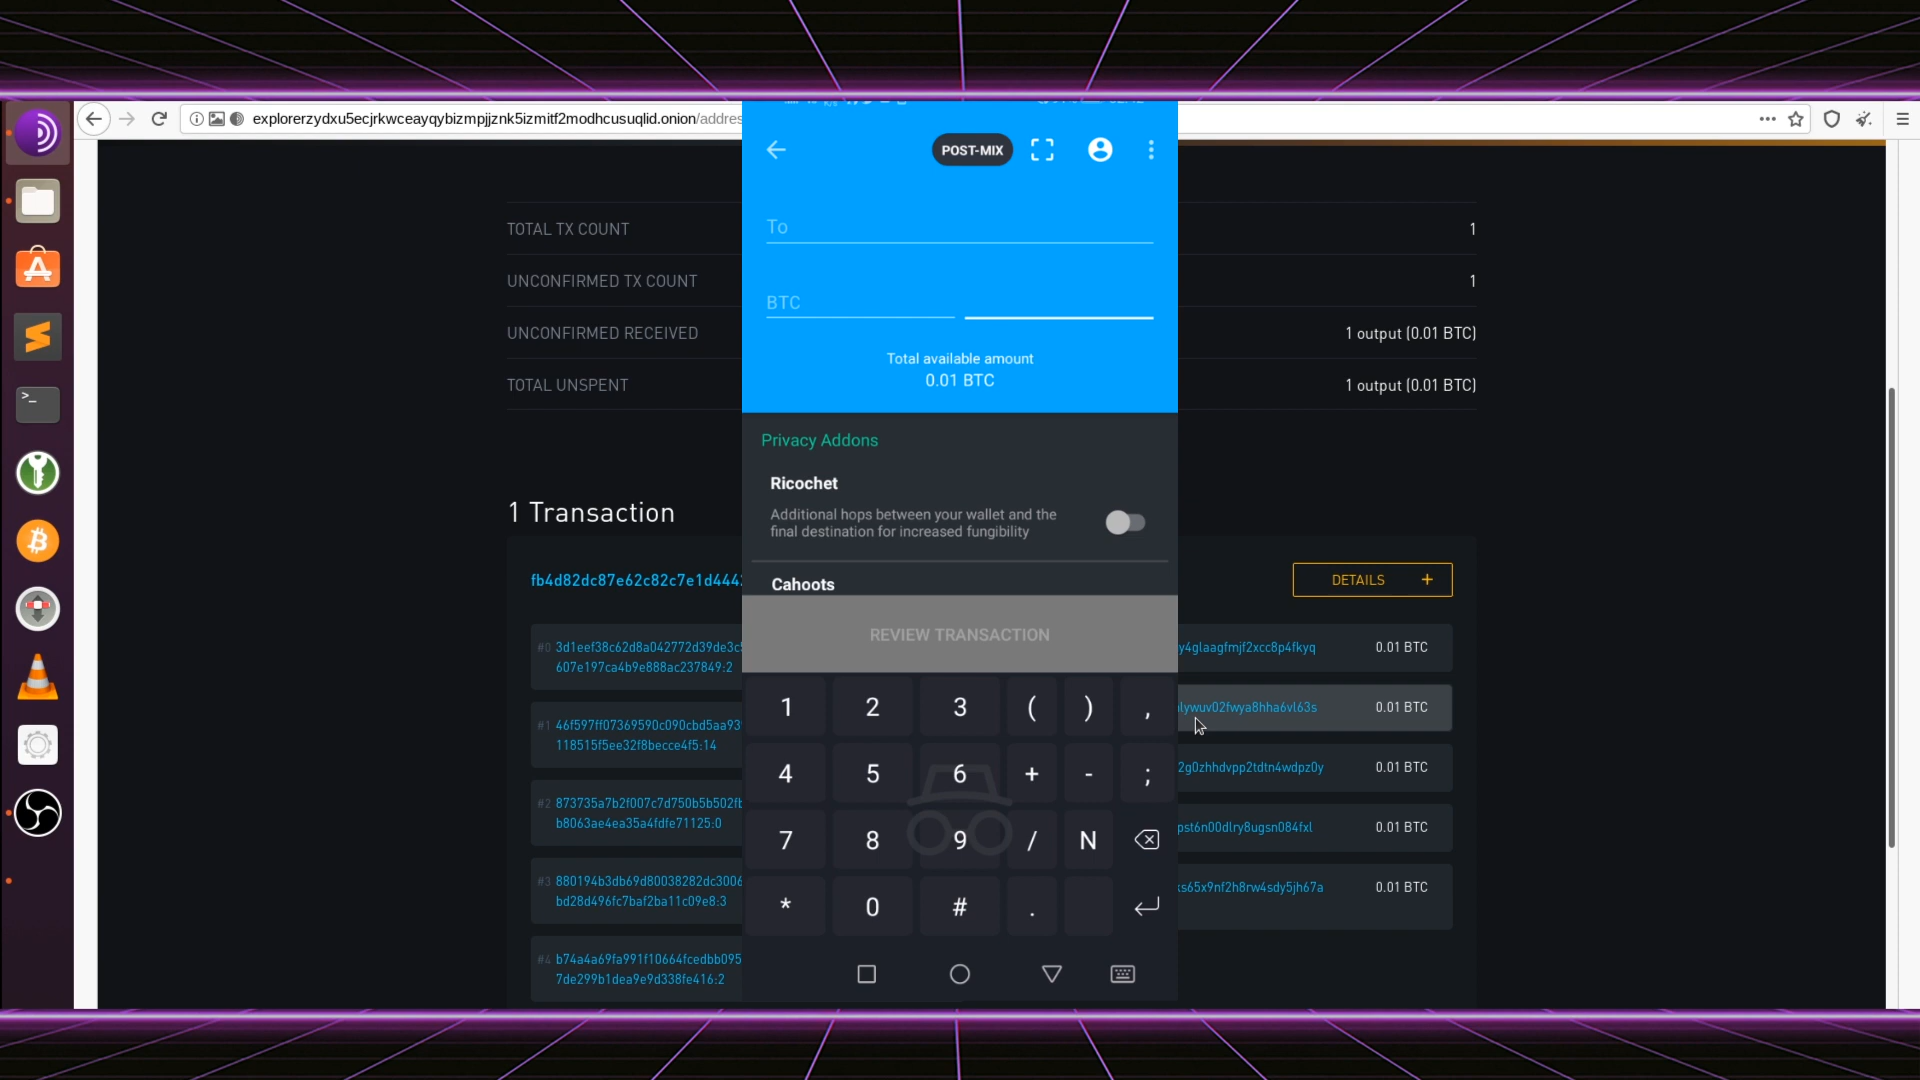 explorerzydxu5ecjrkwceayqybizmpjjznk5izmitf2modhcusuqlid.onion/addres
POST-MIX
To
BTC
Total available amount
0.01 BTC
Privacy Addons
Ricochet
Additional hops between your wallet and the
final destination for increased fungibility
Cahoots
REVIEW TRANSACTION
1 2 3 ( ) ,
4 5 6 + - ;
7 8 9 / N
* 0 # .
TOTAL TX COUNT 1
UNCONFIRMED TX COUNT 1
UNCONFIRMED RECEIVED 1 output (0.01 BTC)
TOTAL UNSPENT 1 output (0.01 BTC)
1 Transaction
fb4d82dc87e62c82c7e1d444
DETAILS +
#0 3d1eef38c62d8a042772d39de3c
607e197ca4b9e888ac237849:2
#1 46f597ff07369590c090cbd5aa93
118515f5ee32f8becce4f5:14
#2 873735a7b2f007c7d750b5b502ft
b8063ae4ea35a4fdfe71125:0
#3 880194b3db69d80038282dc3006
bd28d496fc7baf2ba11c09e8:3
#4 b74a4a69fa991f10664fcedbb095
7de299b1dea9e9d338fe416:2
y4glaagfmjf2xcc8p4fkyq 0.01 BTC
lywuv02fwya8hha6vl63s 0.01 BTC
2g0zhhdvpp2tdtn4wdpz0y 0.01 BTC
pst6n00dlry8ugsn084fxl 0.01 BTC
ks65x9nf2h8rw4sdy5jh67a 0.01 BTC